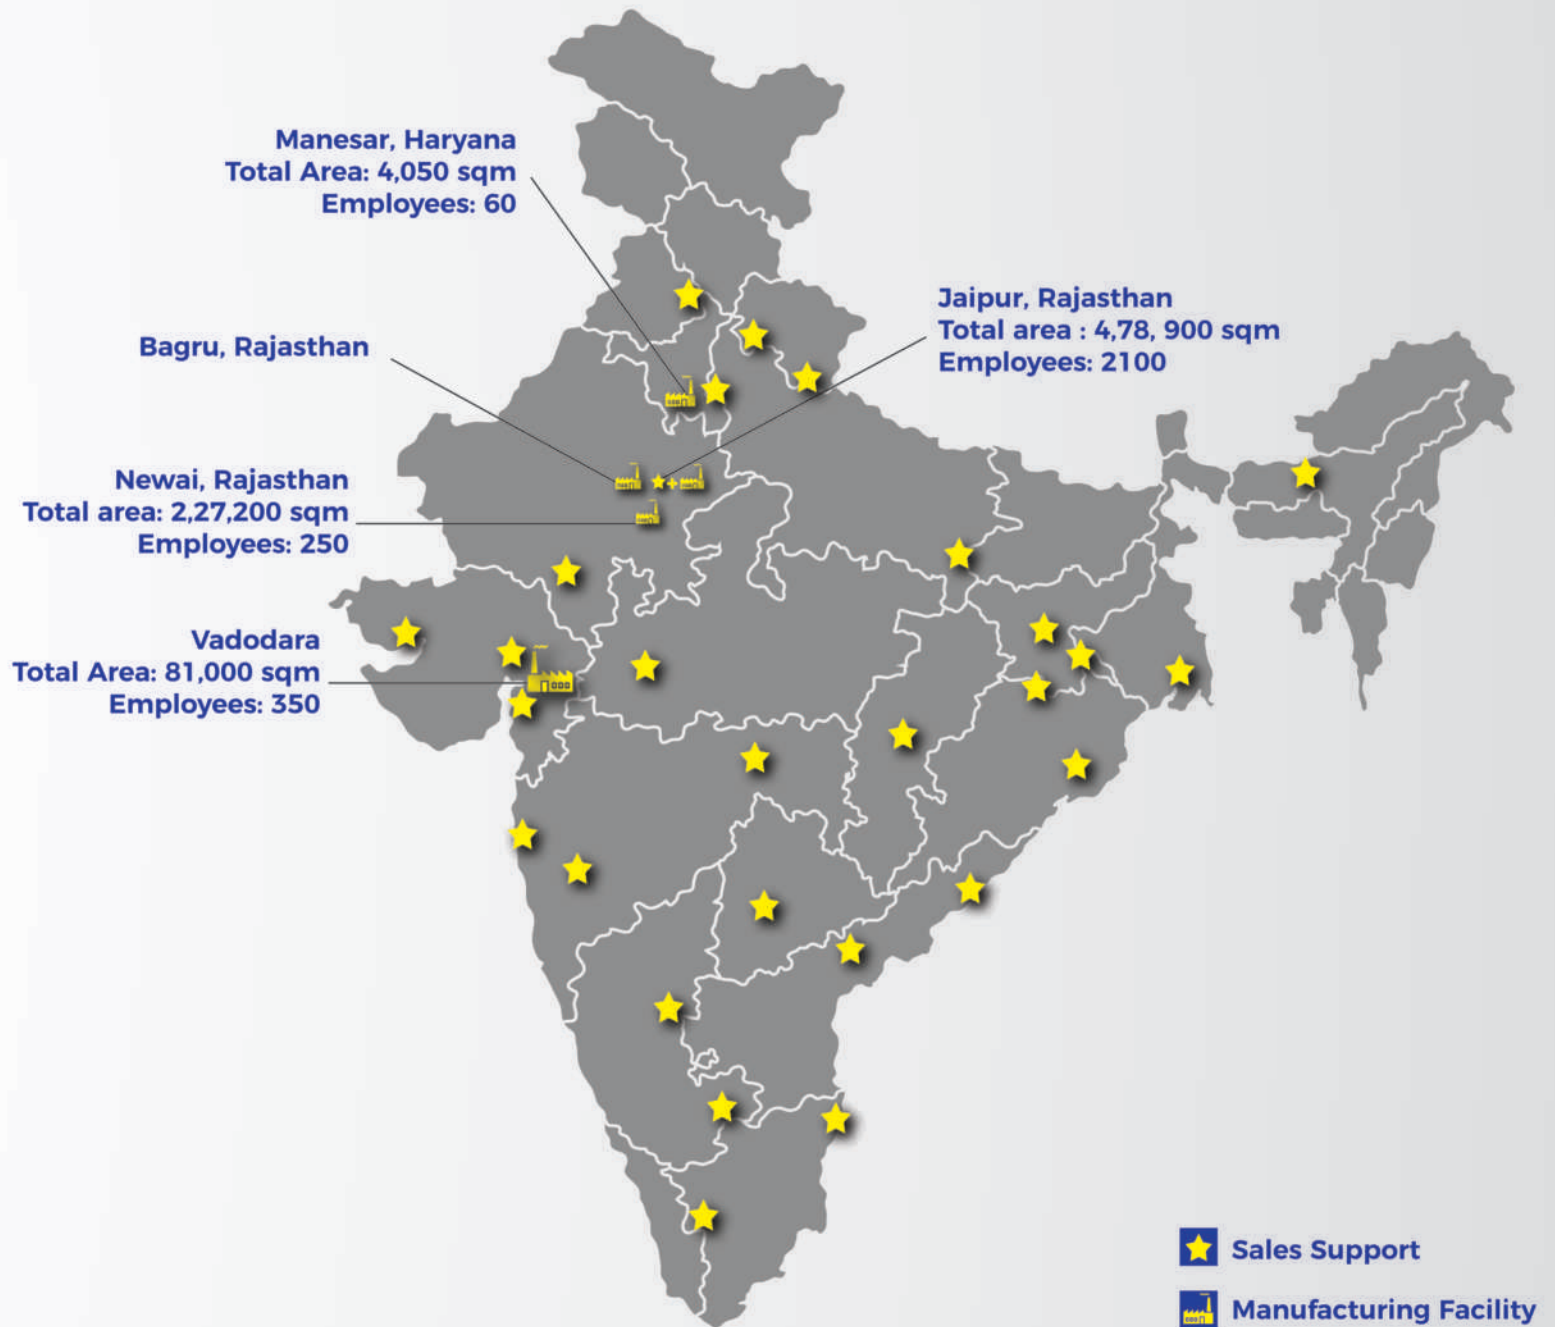 Manesar, Haryana
Total Area: 4,050 sqm
Employees: 60
Jaipur, Rajasthan
Total area : 4,78, 900 sqm
Employees: 2100
Bagru, Rajasthan
Newai, Rajasthan
Total area: 2,27,200 sqm
Employees: 250
Vadodara
Total Area: 81,000 sqm
Employees: 350
Sales Support
Manufacturing Facility